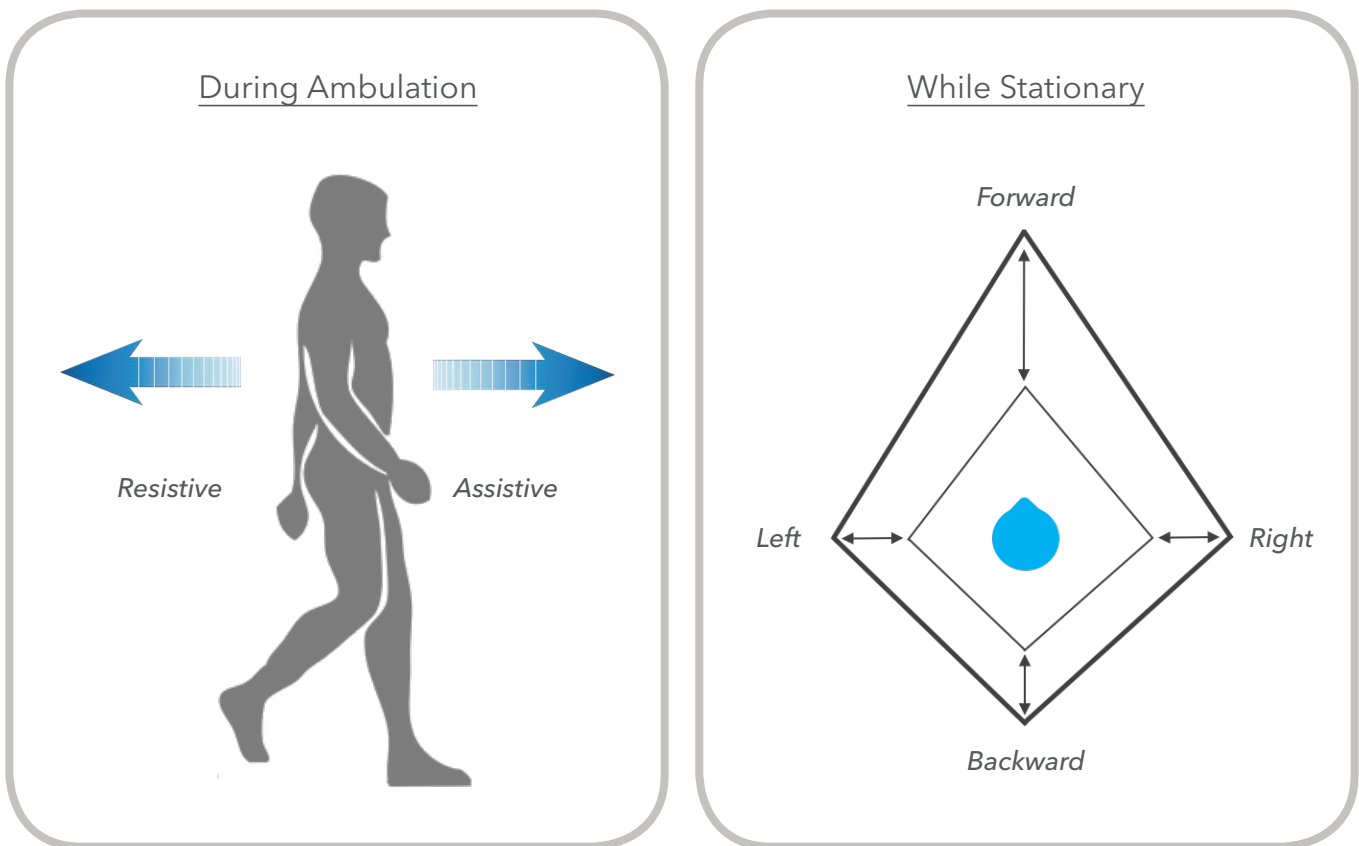 During Ambulation
Resistive
Assistive
While Stationary
Forward
Left
Right
Backward